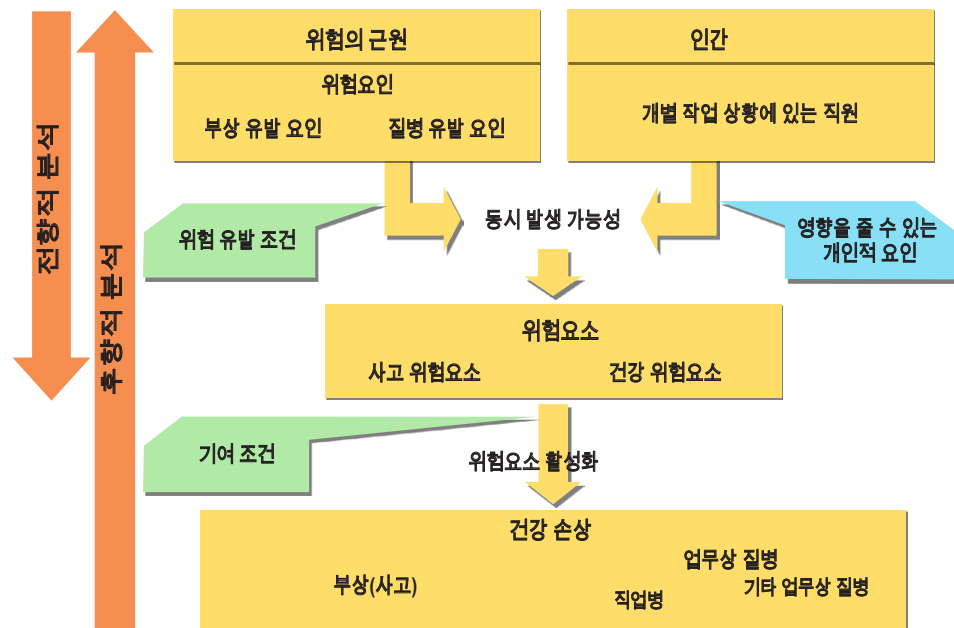 전향적 분석
후향적 분석
위험의 근원
위험요인
부상 유발 요인
질병 유발 요인
인간
개별 작업 상황에 있는 직원
위험 유발 조건
동시 발생 가능성
영향을 줄 수 있는
개인적 요인
위험요소
사고 위험요소
건강 위험요소
기여 조건
위험요소 활성화
건강 손상
부상(사고)
업무상 질병
직업병
기타 업무상 질병